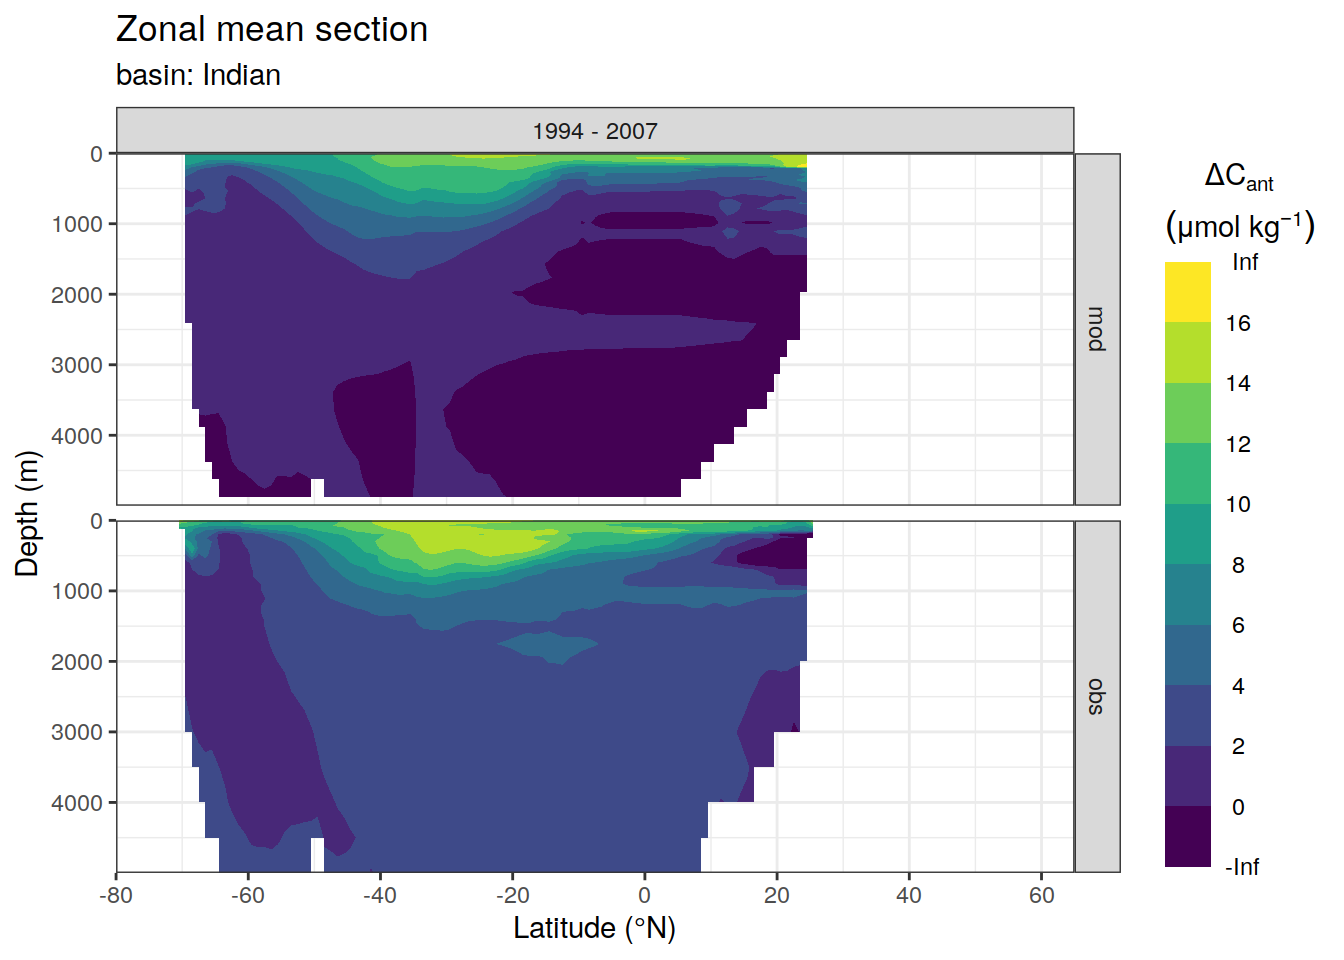 Zonal mean section
basin: Indian
1994 - 2007
0
1000
2000
3000
4000
mod
0
1000
2000
3000
4000
obs
Depth (m)
-80
-60
-40
-20
0
20
40
60
Latitude (°N)
ΔCant
(μmol kg⁻¹)
Inf
16
14
12
10
8
6
4
2
0
-Inf